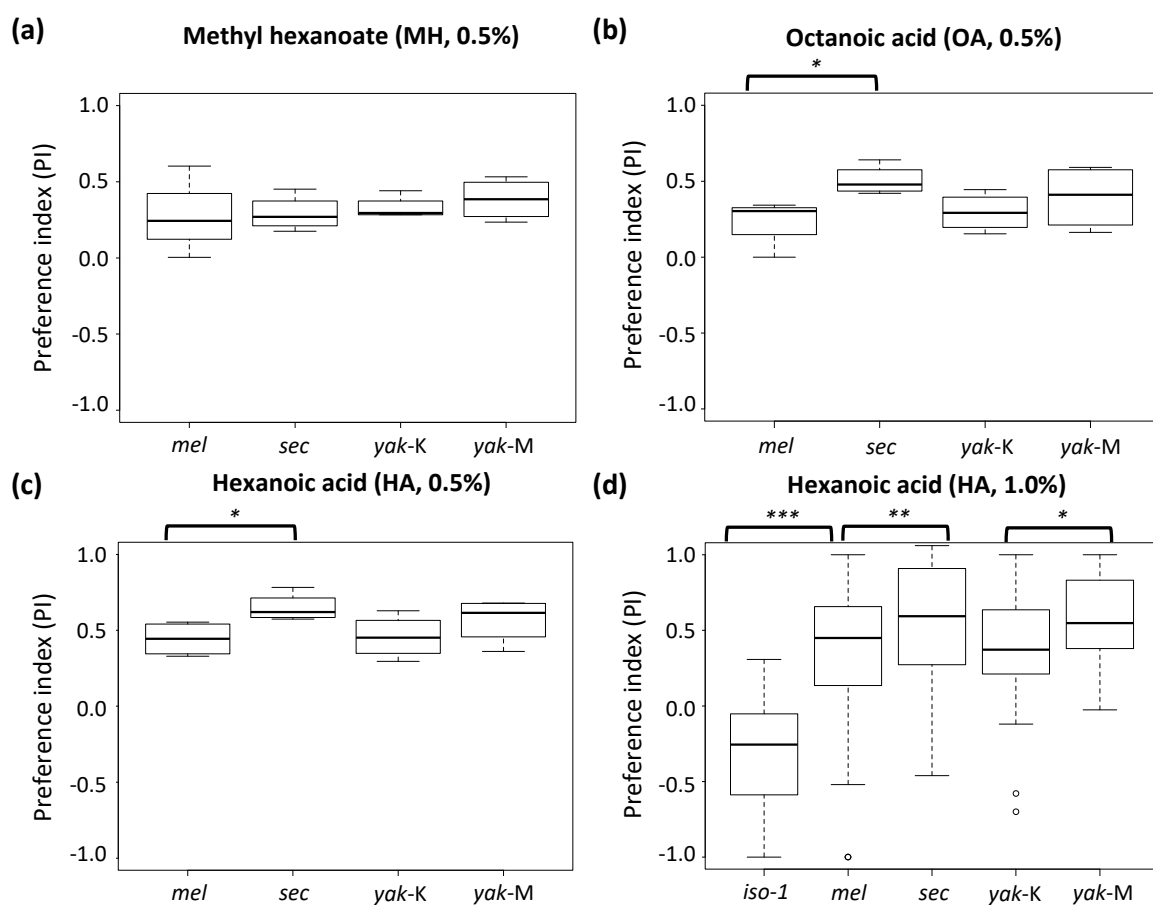 (a)
Methyl hexanoate (MH, 0.5%)
Preference index (PI)
1.0
0.5
0.0
-0.5
-1.0
mel sec yak-K yak-M
(b)
Octanoic acid (OA, 0.5%)
*
Preference index (PI)
1.0
0.5
0.0
-0.5
-1.0
mel sec yak-K yak-M
(c)
Hexanoic acid (HA, 0.5%)
*
Preference index (PI)
1.0
0.5
0.0
-0.5
-1.0
mel sec yak-K yak-M
(d)
Hexanoic acid (HA, 1.0%)
*** ** *
Preference index (PI)
1.0
0.5
0.0
-0.5
-1.0
iso-1 mel sec yak-K yak-M